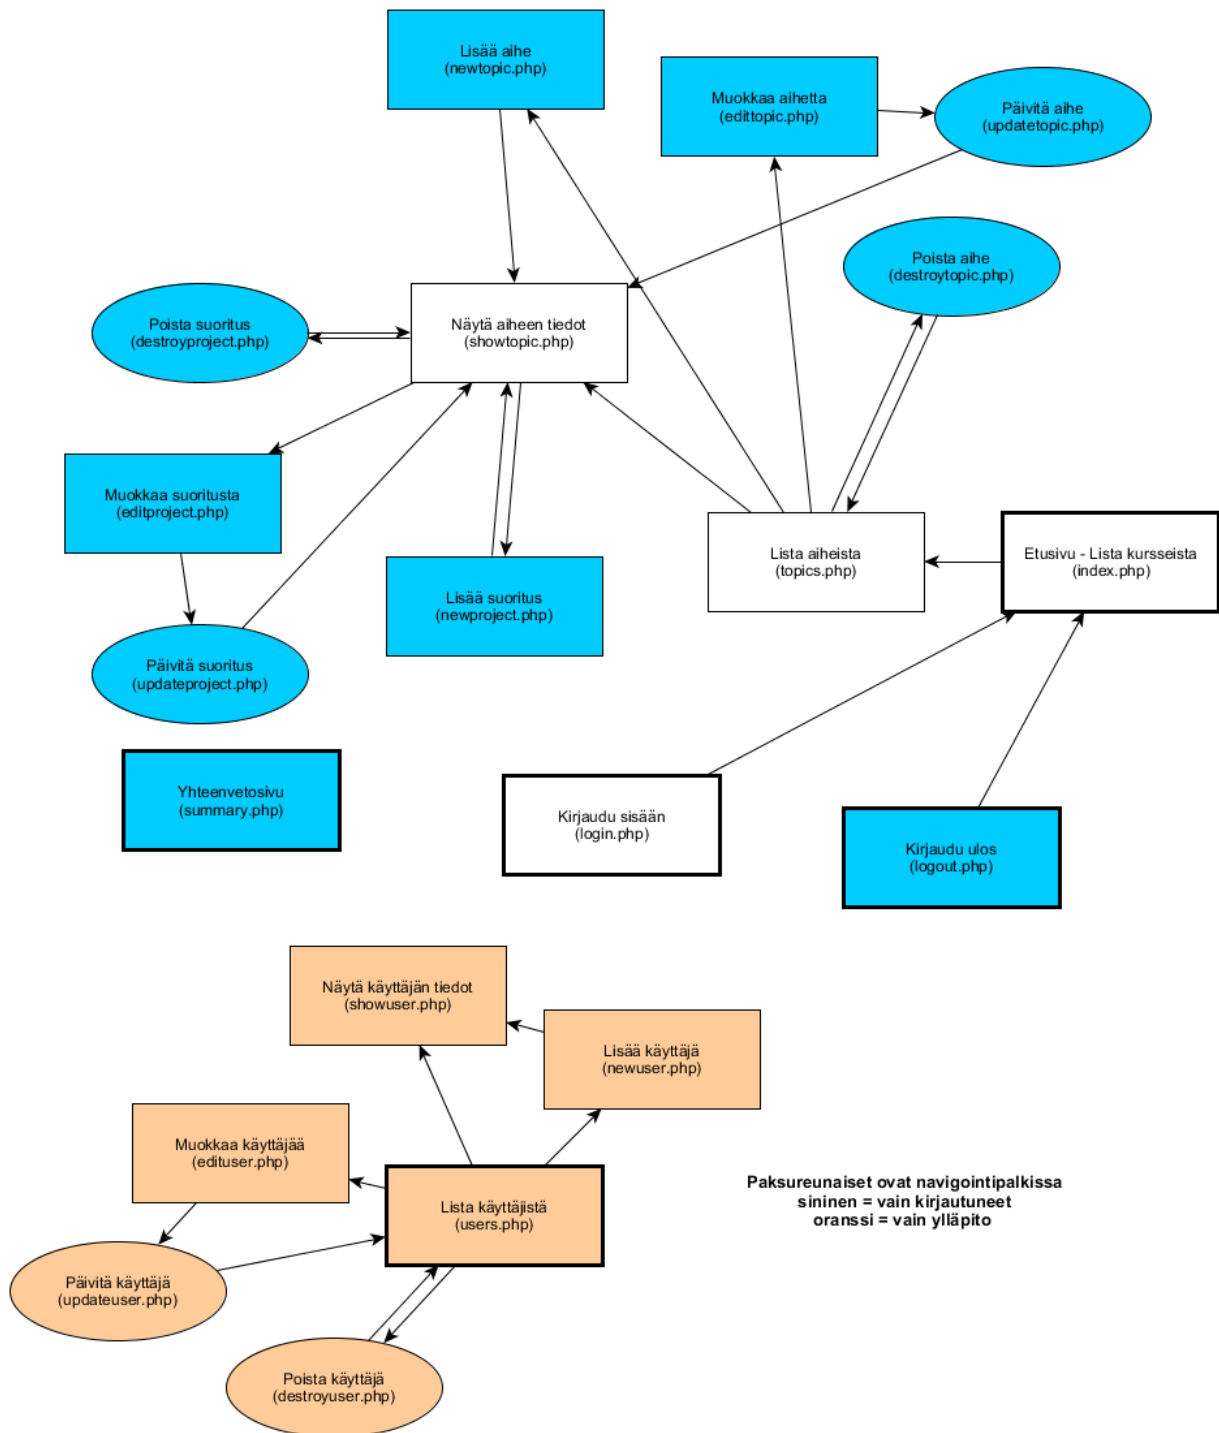 Lisää aihe
(newtopic.php)
Muokkaa aihetta
(edittopic.php)
Päivitä aihe
(updatetopic.php)
Poista aihe
(destroytopic.php)
Poista suoritus
(destroyproject.php)
Näytä aiheen tiedot
(showtopic.php)
Muokkaa suoritusta
(editproject.php)
Lista aiheista
(topics.php)
Etusivu - Lista kursseista
(index.php)
Lisää suoritus
(newproject.php)
Päivitä suoritus
(updateproject.php)
Yhteenvetosivu
(summary.php)
Kirjaudu sisään
(login.php)
Kirjaudu ulos
(logout.php)
Näytä käyttäjän tiedot
(showuser.php)
Lisää käyttäjä
(newuser.php)
Muokkaa käyttäjää
(edituser.php)
Lista käyttäjistä
(users.php)
Paksureunaiset ovat navigointipalkissa
sininen = vain kirjautuneet
oranssi = vain ylläpito
Päivitä käyttäjä
(updateuser.php)
Poista käyttäjä
(destroyuser.php)